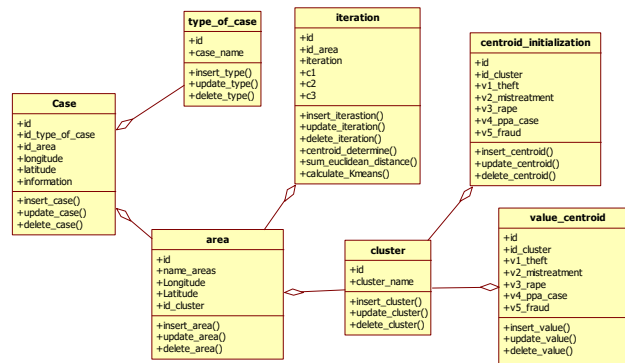 type_of_case
+id
+case_name
+insert_type()
+update_type()
+delete_type()
iteration
+id
+id_area
+iteration
+c1
+c2
+c3
+insert_iterastion()
+update_iteration()
+delete_iteration()
+centroid_determine()
+sum_euclidean_distance()
+calculate_Kmeans()
centroid_initialization
+id
+id_cluster
+v1_theft
+v2_mistreatment
+v3_rape
+v4_ppa_case
+v5_fraud
+insert_centroid()
+update_centroid()
+delete_centroid()
Case
+id
+id_type_of_case
+id_area
+longitude
+latitude
+information
+insert_case()
+update_case()
+delete_case()
area
+id
+name_areas
+Longitude
+Latitude
+id_cluster
+insert_area()
+update_area()
+delete_area()
cluster
+id
+cluster_name
+insert_cluster()
+update_cluster()
+delete_cluster()
value_centroid
+id
+id_cluster
+v1_theft
+v2_mistreatment
+v3_rape
+v4_ppa_case
+v5_fraud
+insert_value()
+update_value()
+delete_value()